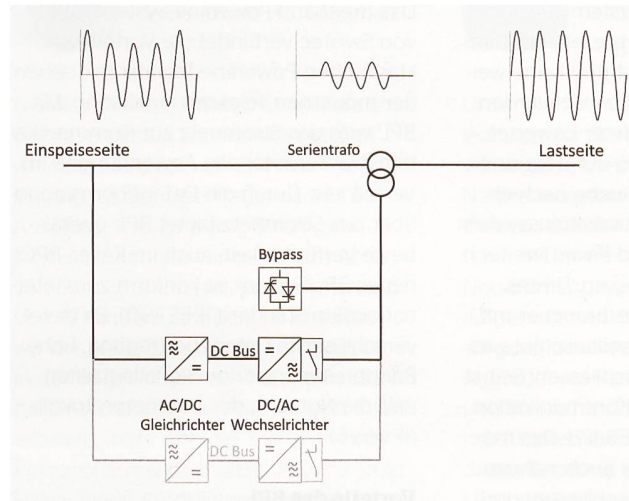 Einspeiseseite
Serientrafo
Lastseite
Bypass
DC Bus
AC/DC
DC/AC
Gleichrichter
Wechselrichter
DC Bus